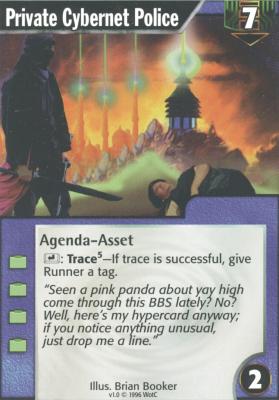 Private Cybernet Police
7
Agenda-Asset
: Trace⁵—If trace is successful, give
Runner a tag.
“Seen a pink panda about yay high
come through this BBS lately? No?
Well, here’s my hypercard anyway;
if you notice anything unusual,
just drop me a line.”
2
Illus. Brian Booker
v1.0 © 1996 WotC